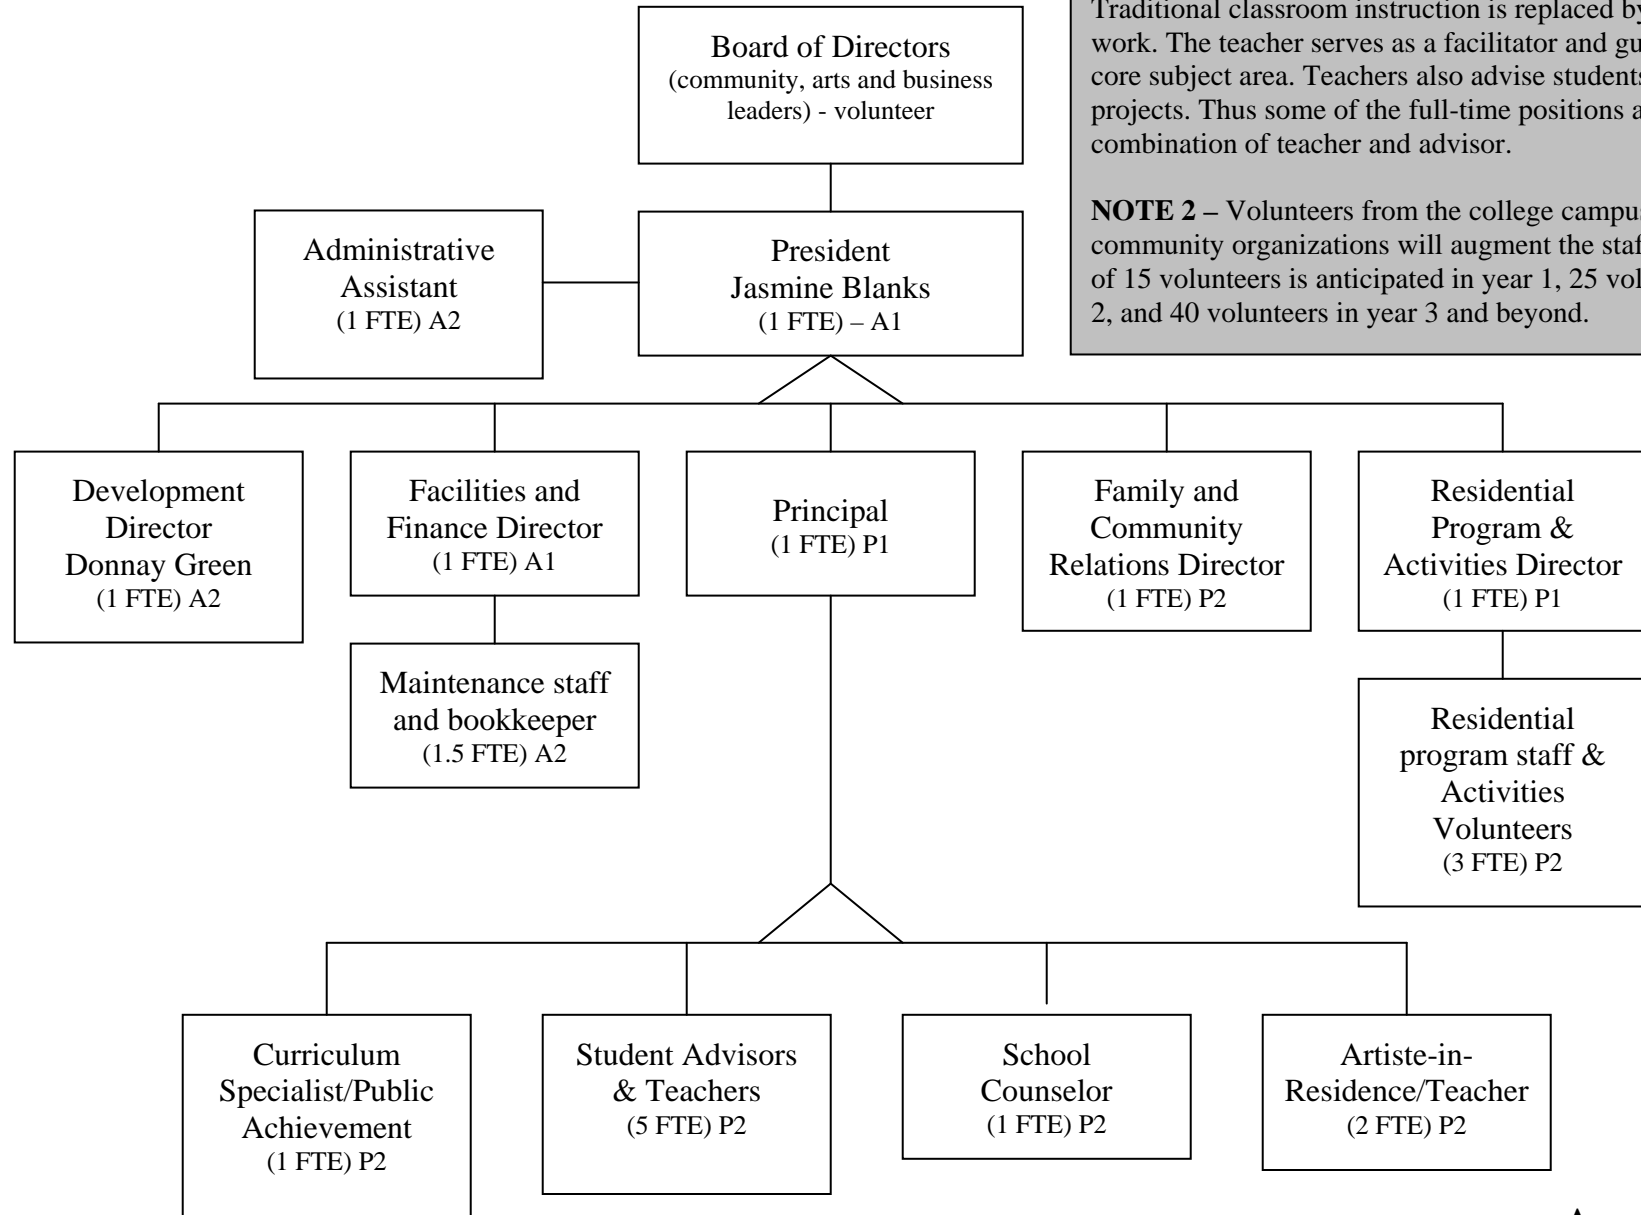 Board of Directors
(community, arts and business
leaders) - volunteer
Traditional classroom instruction is replaced by
work. The teacher serves as a facilitator and
core subject area. Teachers also advise students
projects. Thus some of the full-time positions
combination of teacher and advisor.
NOTE 2 – Volunteers from the college campus
community organizations will augment the
of 15 volunteers is anticipated in year 1, 25
2, and 40 volunteers in year 3 and beyond.
Administrative
Assistant
(1 FTE) A2
President
Jasmine Blanks
(1 FTE) – A1
Development
Director
Donnay Green
(1 FTE) A2
Facilities and
Finance Director
(1 FTE) A1
Principal
(1 FTE) P1
Family and
Community
Relations Director
(1 FTE) P2
Residential
Program &
Activities Director
(1 FTE) P1
Maintenance staff
and bookkeeper
(1.5 FTE) A2
Residential
program staff &
Activities
Volunteers
(3 FTE) P2
Curriculum
Specialist/Public
Achievement
(1 FTE) P2
Student Advisors
& Teachers
(5 FTE) P2
School
Counselor
(1 FTE) P2
Artiste-in-
Residence/Teacher
(2 FTE) P2